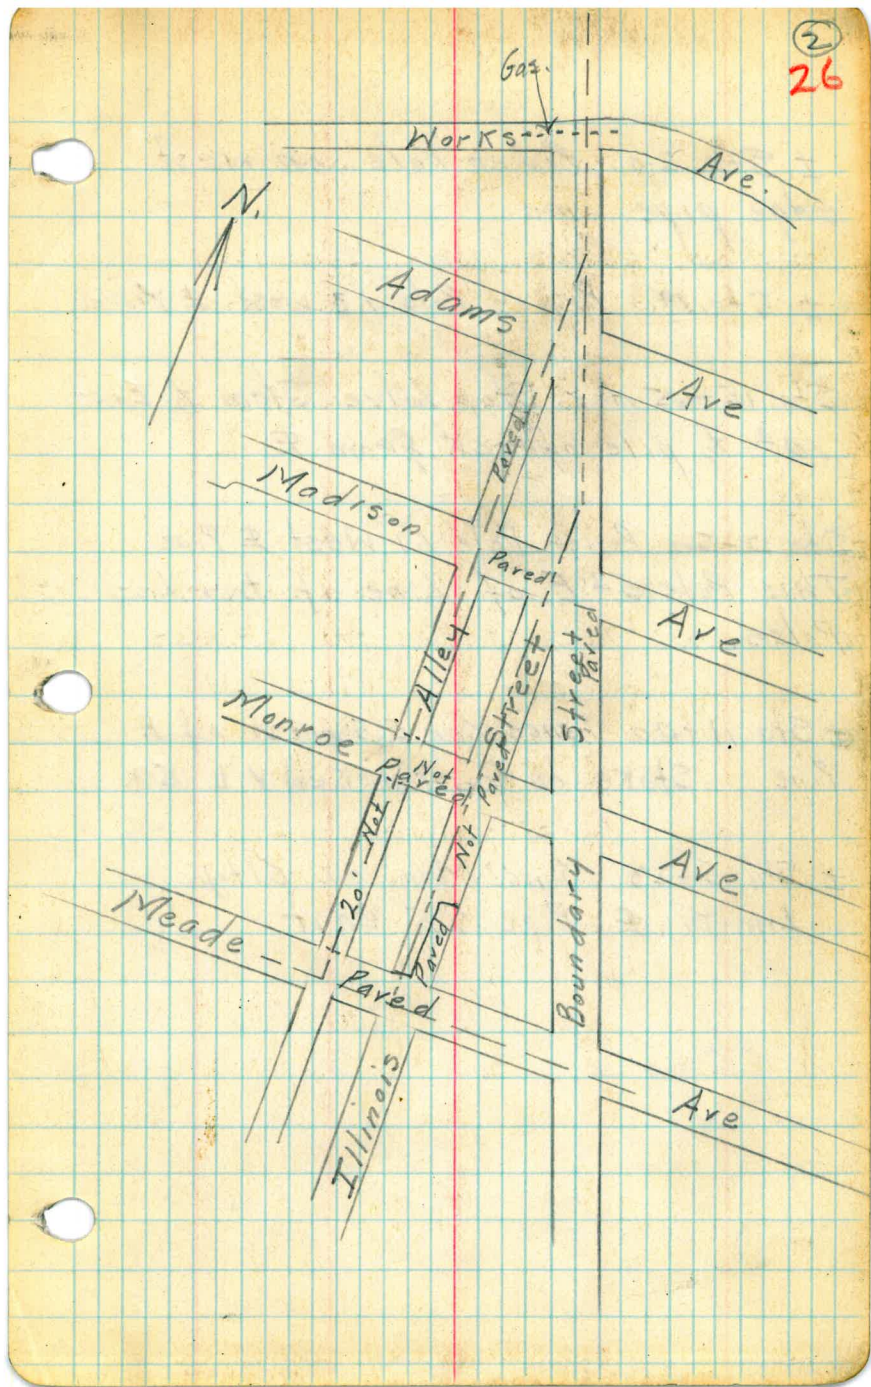 2
26
Gas.
Works Ave.
N.
Adams Ave
Paved
Madison Ave
Paved
Alley
Street
Street
Paved
Monroe Ave
Not
Paved
Not Paved
20' Not
Paved
Boundary
Meade Ave
Paved
Illinois